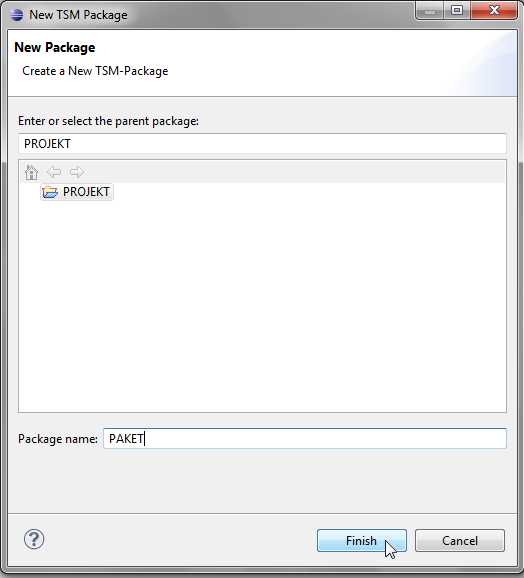 New TSM Package
New Package
Create a New TSM-Package
Enter or select the parent package:
PROJEKT
PROJEKT
Package name: PAKET
? Finish Cancel